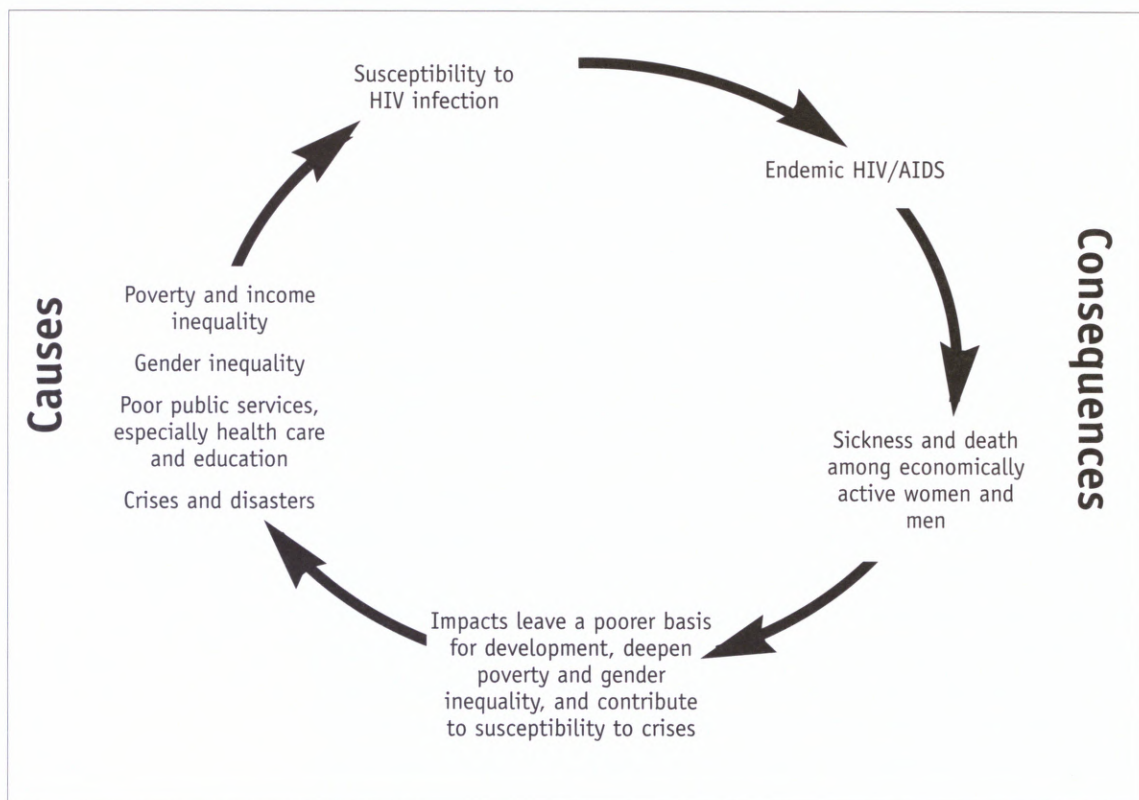 Susceptibility to
HIV infection
Endemic HIV/AIDS
Consequences
Sickness and death
among economically
active women and
men
Impacts leave a poorer basis
for development, deepen
poverty and gender
inequality, and contribute
to susceptibility to crises
Causes
Poverty and income
inequality
Gender inequality
Poor public services,
especially health care
and education
Crises and disasters